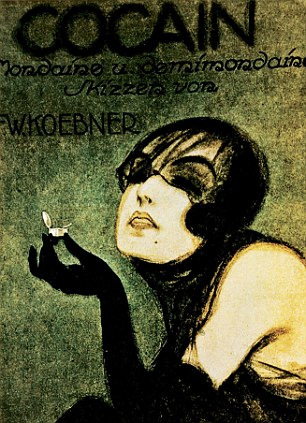 COCAIN
Mondaine u. demimondaine
Skizzen von
F.W. KOEBNER